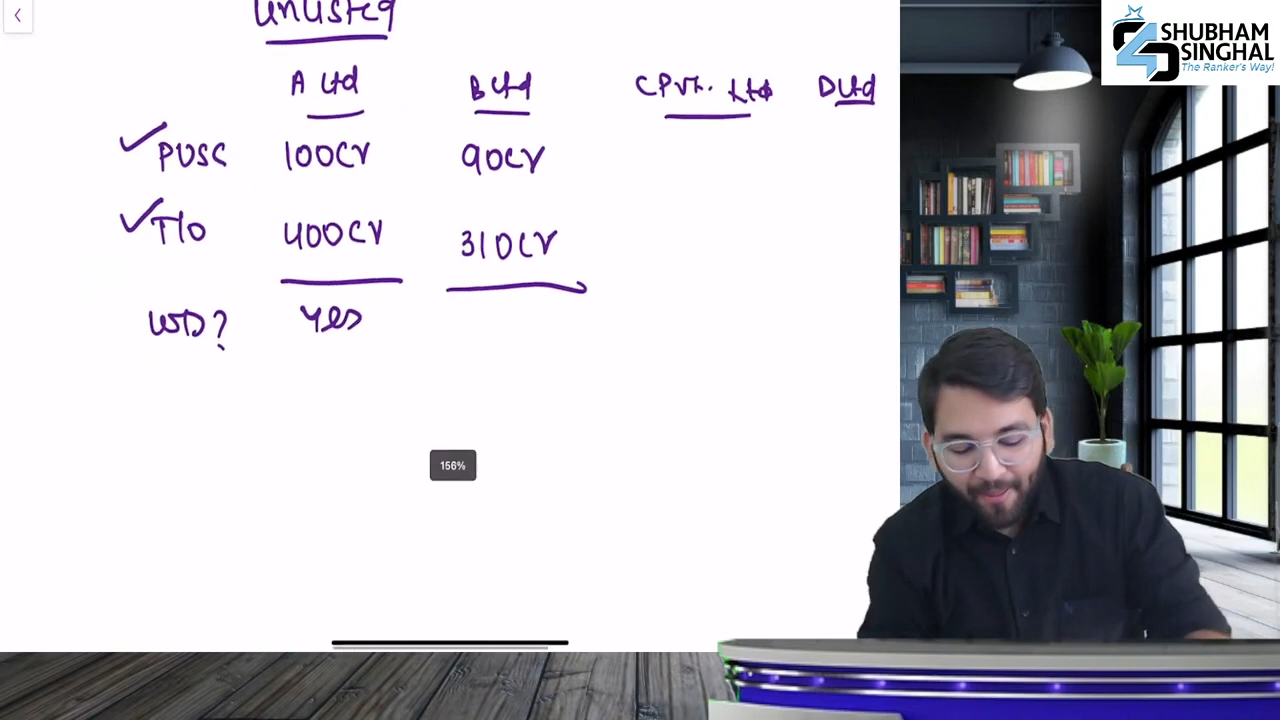 unlisted
A Ltd B Ltd C Pvt. Ltd D Ltd
PUSC 100CR 90CR
T/O 400CR 310CR
WD? Yes
156%
SHUBHAM
SINGHAL
The Ranker's Way!